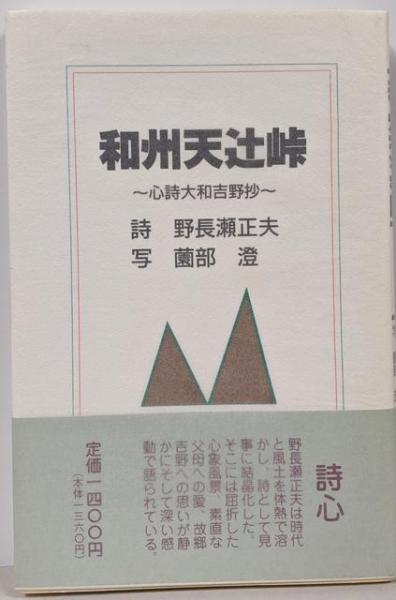 和州天辻峠
〜心詩大和吉野抄〜
詩 野長瀬正夫
写 薗部 澄
詩心
野長瀬正夫は時代
と風土を体熱で溶
かし、詩として見
事に結晶化した。
そこには屈折した
心象風景、素直な
父母への愛、故郷
吉野への思いが静
かにそして深い感
動で語られている。
定価一四〇〇円
（本体一三六〇円）